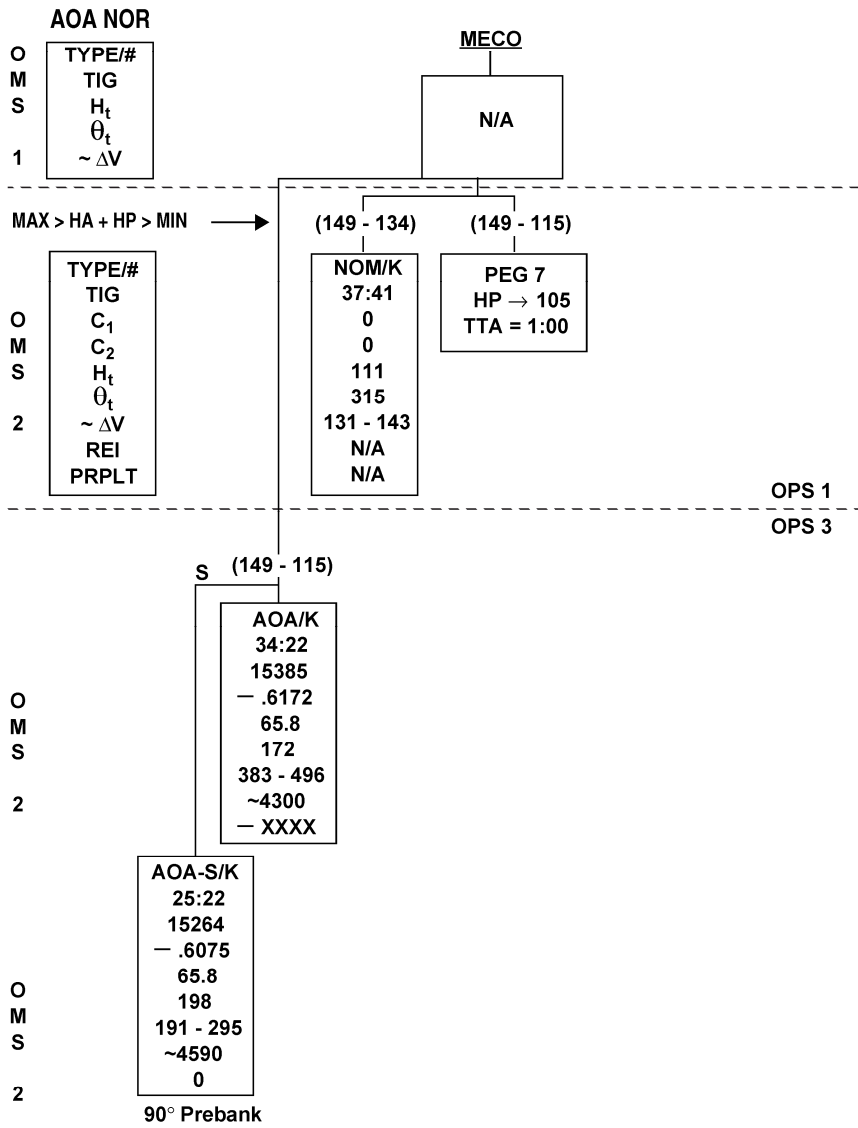 AOA NOR
O
M
S
1
TYPE/#
TIG
Ht
θt
~ ΔV
MECO
N/A
MAX > HA + HP > MIN
(149 - 134)
(149 - 115)
O
M
S
2
TYPE/#
TIG
C1
C2
Ht
θt
~ ΔV
REI
PRPLT
NOM/K
37:41
0
0
111
315
131 - 143
N/A
N/A
PEG 7
HP → 105
TTA = 1:00
OPS 1
OPS 3
S
(149 - 115)
O
M
S
2
AOA/K
34:22
15385
— .6172
65.8
172
383 - 496
~4300
— XXXX
O
M
S
2
AOA-S/K
25:22
15264
— .6075
65.8
198
191 - 295
~4590
0
90° Prebank